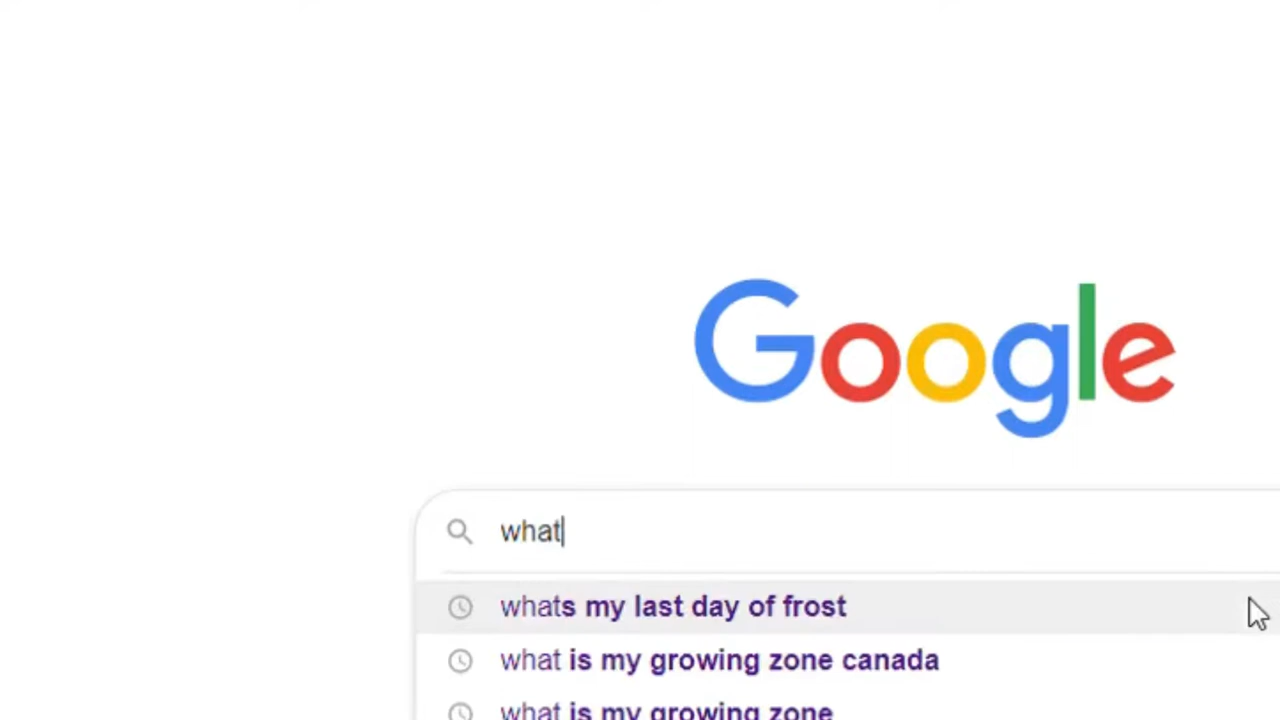 Google
what
whats my last day of frost
what is my growing zone canada
what is my growing zone